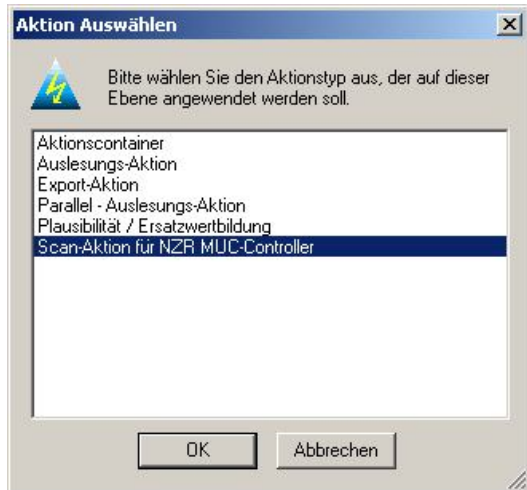 Aktion Auswählen
Bitte wählen Sie den Aktionstyp aus, der auf dieser
Ebene angewendet werden soll.
Aktionscontainer
Auslesungs-Aktion
Export-Aktion
Parallel - Auslesungs-Aktion
Plausibilität / Ersatzwertbildung
Scan-Aktion für NZR MUC-Controller
OK Abbrechen